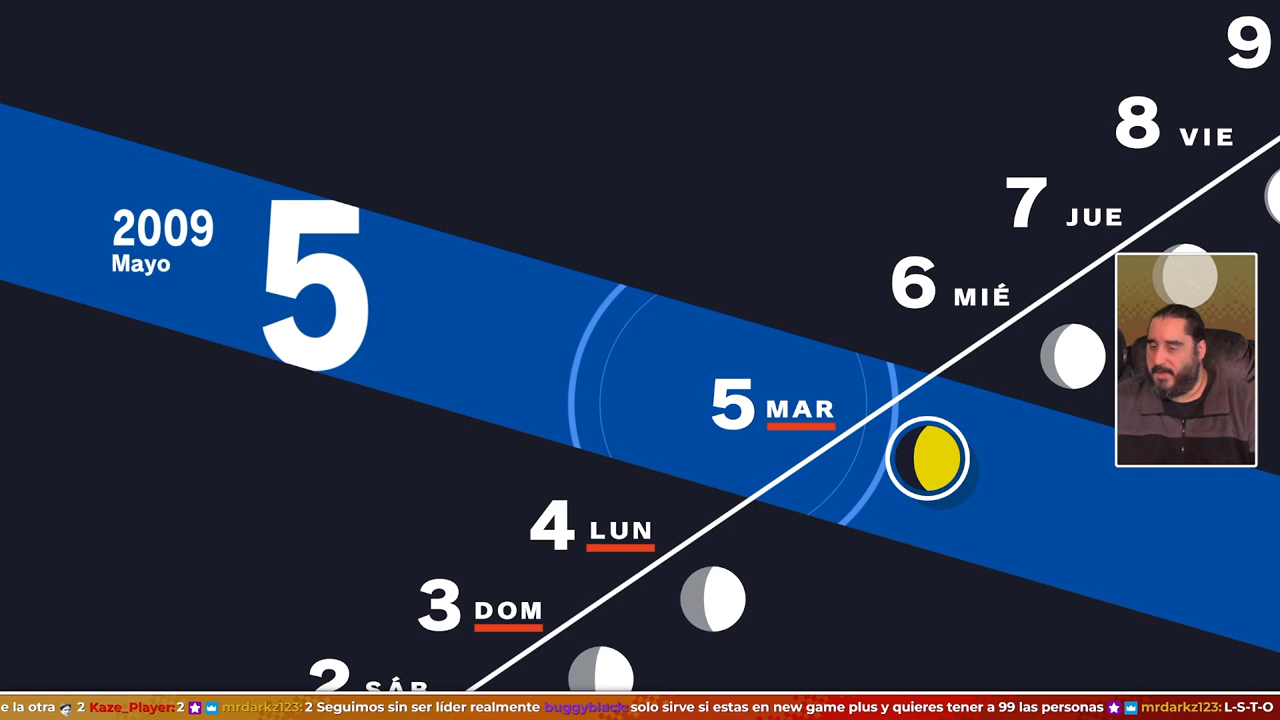 9
8 VIE
7 JUE
2009
Mayo
5
6 MIÉ
5 MAR
4 LUN
3 DOM
2 SÁB
e la otra 2 Kaze_Player: 2 mrdarkz123: 2 Seguimos sin ser líder realmente buggyblack: solo sirve si estas en new game plus y quieres tener a 99 las personas mrdarkz123: L-S-T-O